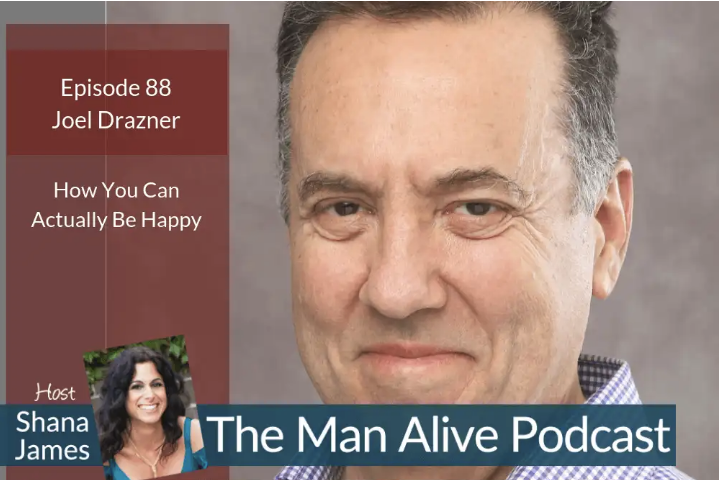 Episode 88
Joel Drazner
How You Can
Actually Be Happy
Host
Shana
James
The Man Alive Podcast